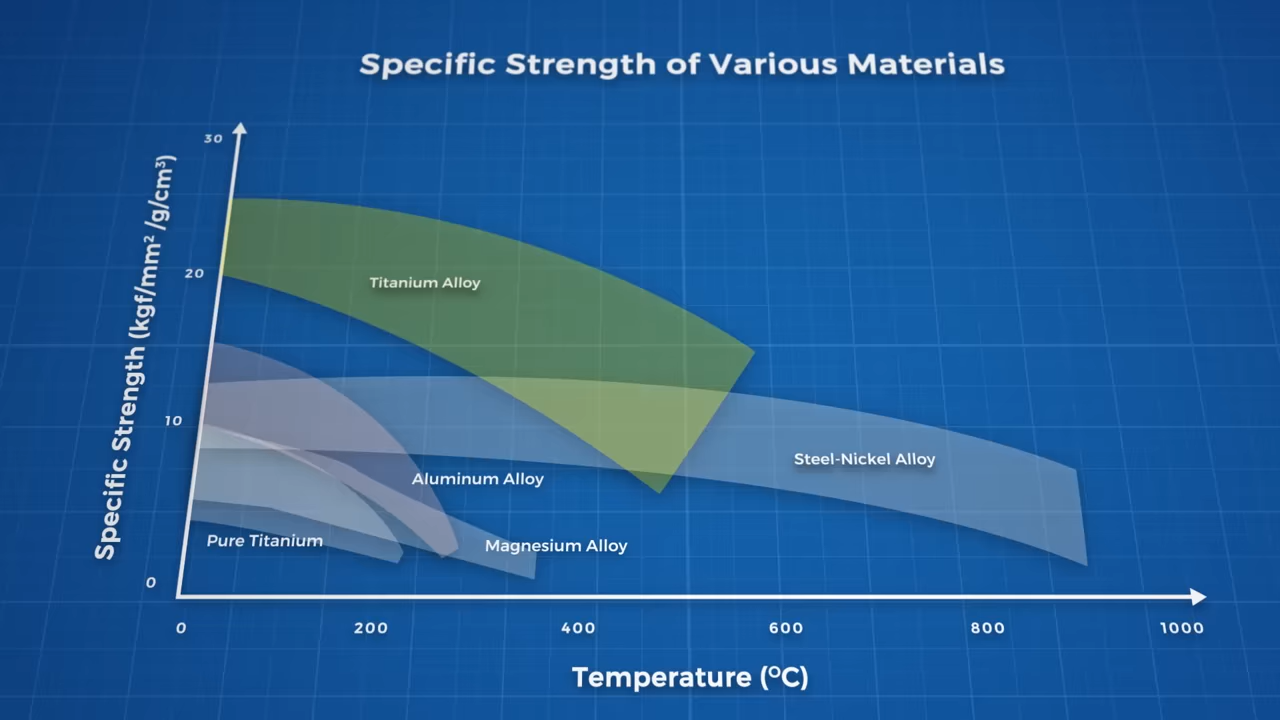 Specific Strength of Various Materials
Specific Strength (kgf/mm² /g/cm³)
30
20
10
0
Titanium Alloy
Steel-Nickel Alloy
Aluminum Alloy
Pure Titanium
Magnesium Alloy
0 200 400 600 800 1000
Temperature (ºC)